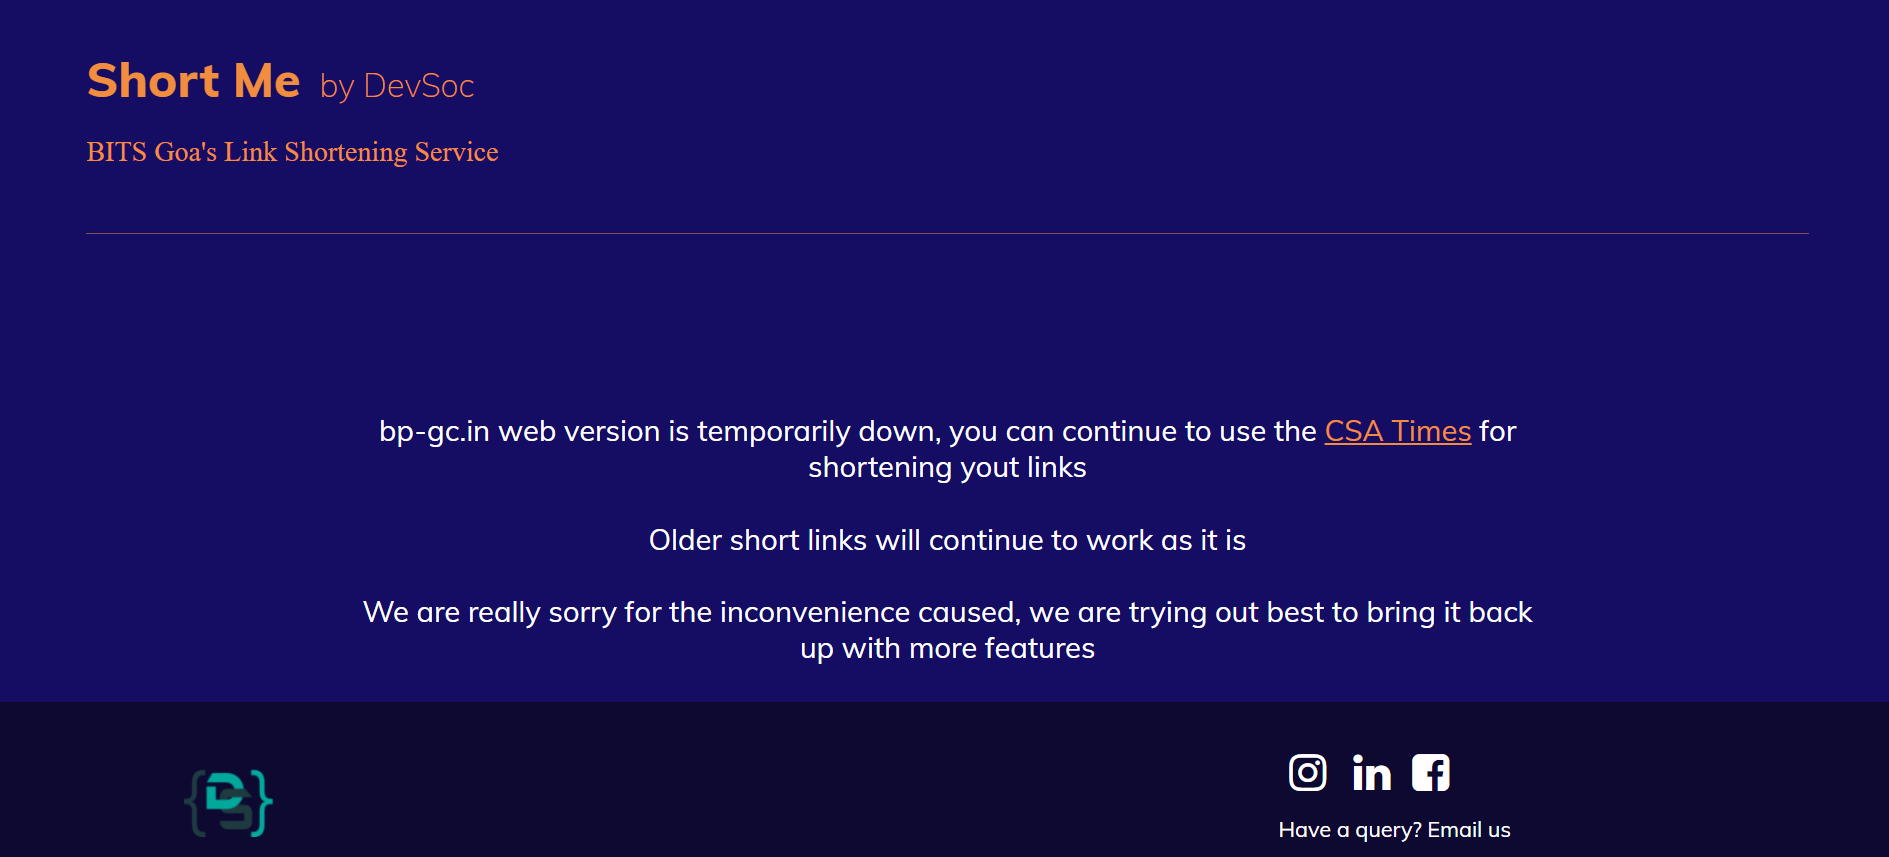 Short Me by DevSoc
BITS Goa's Link Shortening Service
bp-gc.in web version is temporarily down, you can continue to use the CSA Times for
shortening yout links
Older short links will continue to work as it is
We are really sorry for the inconvenience caused, we are trying out best to bring it back
up with more features
{DS}
Have a query? Email us